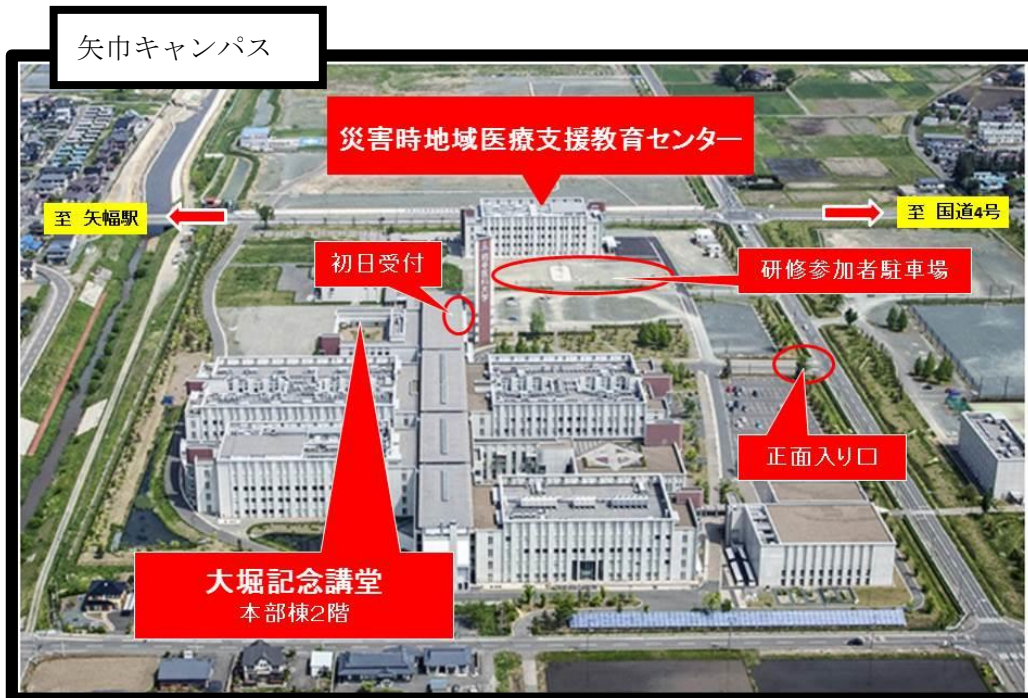 矢巾キャンパス
災害時地域医療支援教育センター
至 矢幅駅
至 国道4号
初日受付
研修参加者駐車場
正面入り口
大堀記念講堂
本部棟2階